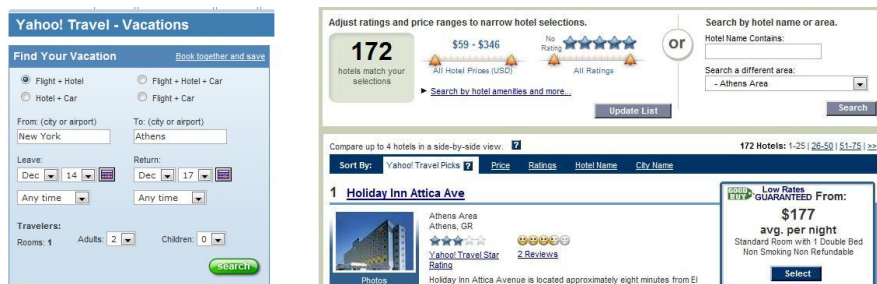 Yahoo! Travel - Vacations
Find Your Vacation Book together and save
Flight + Hotel Flight + Hotel + Car
Hotel + Car Flight + Car
From: (city or airport) To: (city or airport)
New York Athens
Leave: Return:
Dec 14 Dec 17
Any time Any time
Travelers:
Rooms: 1 Adults: 2 Children: 0
search
Adjust ratings and price ranges to narrow hotel selections.
172
hotels match your
selections
$59 - $346
All Hotel Prices (USD)
No
Rating
All Ratings
Search by hotel amenities and more...
Update List
or
Search by hotel name or area.
Hotel Name Contains:
Search a different area:
- Athens Area
Search
Compare up to 4 hotels in a side-by-side view. ? 172 Hotels: 1-25 | 26-50 | 51-75 | >>
Sort By: Yahoo! Travel Picks ? Price Ratings Hotel Name City Name
1 Holiday Inn Attica Ave
Photos
Athens Area
Athens, GR
Yahoo! Travel Star
Rating
2 Reviews
Holiday Inn Attica Avenue is located approximately eight minutes from El
GOOD BUY Low Rates
GUARANTEED From:
$177
avg. per night
Standard Room with 1 Double Bed
Non Smoking Non Refundable
Select